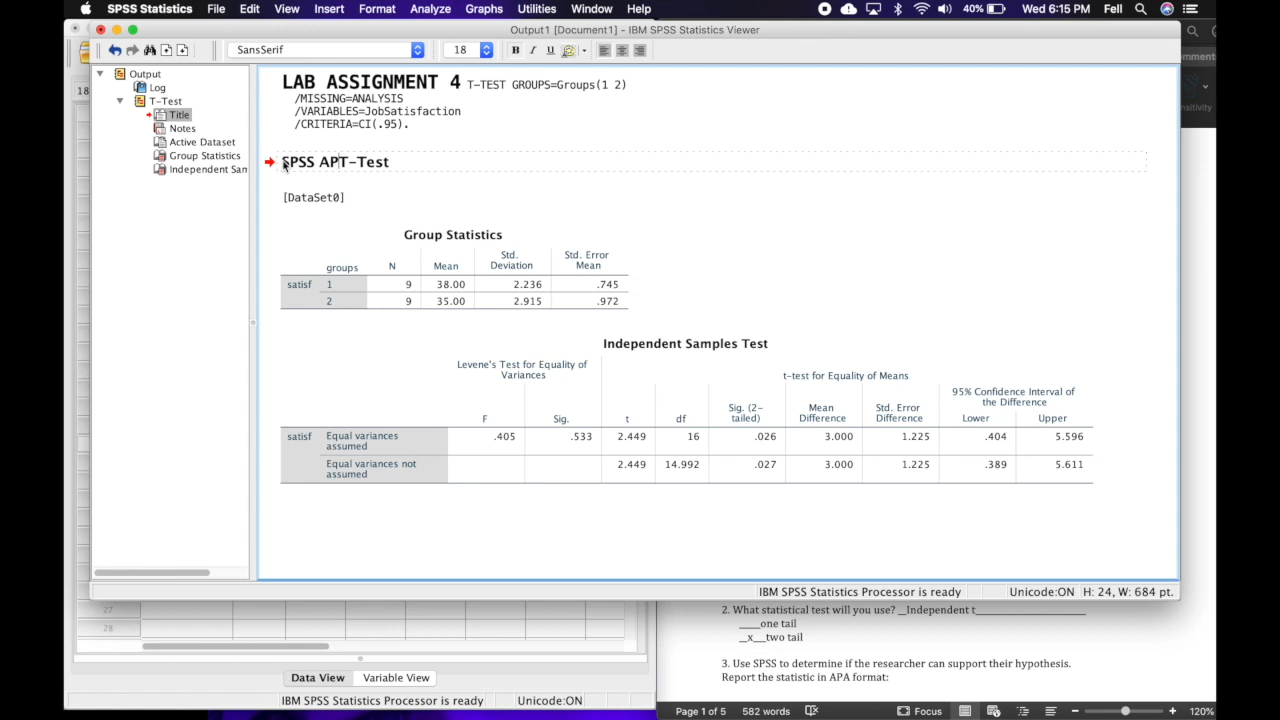 SPSS Statistics File Edit View Insert Format Analyze Graphs Utilities Window Help 40% Wed 6:15 PM Fell
Output1 [Document1] - IBM SPSS Statistics Viewer
SansSerif 18 B I U
mments
18
nsitivity
Output
Log
T-Test
Title
Notes
Active Dataset
Group Statistics
Independent Sam
LAB ASSIGNMENT 4 T-TEST GROUPS=Groups(1 2)
/MISSING=ANALYSIS
/VARIABLES=JobSatisfaction
/CRITERIA=CI(.95).
SPSS APT-Test
[DataSet0]
Group Statistics
groups N Mean Std. Deviation Std. Error Mean
satisf 1 9 38.00 2.236 .745
2 9 35.00 2.915 .972
Independent Samples Test
Levene's Test for Equality of Variances
t-test for Equality of Means
95% Confidence Interval of the Difference
F Sig. t df Sig. (2-tailed) Mean Difference Std. Error Difference Lower Upper
satisf Equal variances assumed .405 .533 2.449 16 .026 3.000 1.225 .404 5.596
Equal variances not assumed 2.449 14.992 .027 3.000 1.225 .389 5.611
IBM SPSS Statistics Processor is ready Unicode:ON H: 24, W: 684 pt.
27
28
Data View Variable View
IBM SPSS Statistics Processor is ready Unicode:ON
2. What statistical test will you use? __Independent t____________________
_____one tail
__x__two tail
3. Use SPSS to determine if the researcher can support their hypothesis.
Report the statistic in APA format:
Page 1 of 5 582 words Focus 120%